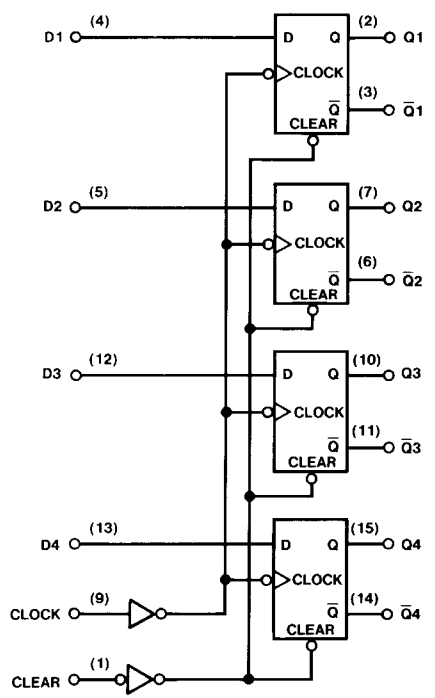 D1 (4) D Q (2) Q1
CLOCK
(3)
Q̅ Q̅1
CLEAR
D2 (5) D Q (7) Q2
CLOCK
(6)
Q̅ Q̅2
CLEAR
D3 (12) D Q (10) Q3
CLOCK
(11)
Q̅ Q̅3
CLEAR
D4 (13) D Q (15) Q4
CLOCK
(14)
Q̅ Q̅4
CLEAR
CLOCK (9)
CLEAR (1)